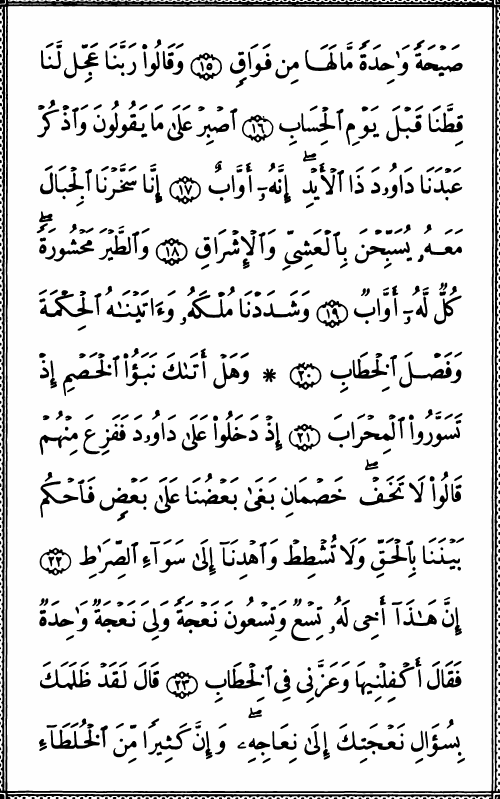 صَيۡحَةٗ وَٰحِدَةٗ مَّا لَهَا مِن فَوَاقٖ ١٥ وَقَالُواْ رَبَّنَا عَجِّل لَّنَا
قِطَّنَا قَبۡلَ يَوۡمِ ٱلۡحِسَابِ ١٦ ٱصۡبِرۡ عَلَىٰ مَا يَقُولُونَ وَٱذۡكُرۡ
عَبۡدَنَا دَاوُۥدَ ذَا ٱلۡأَيۡدِۖ إِنَّهُۥٓ أَوَّابٌ ١٧ إِنَّا سَخَّرۡنَا ٱلۡجِبَالَ
مَعَهُۥ يُسَبِّحۡنَ بِٱلۡعَشِيِّ وَٱلۡإِشۡرَاقِ ١٨ وَٱلطَّيۡرَ مَحۡشُورَةٗۖ
كُلّٞ لَّهُۥٓ أَوَّابٞ ١٩ وَشَدَدۡنَا مُلۡكَهُۥ وَءَاتَيۡنَٰهُ ٱلۡحِكۡمَةَ
وَفَصۡلَ ٱلۡخِطَابِ ٢٠ * وَهَلۡ أَتَىٰكَ نَبَؤُاْ ٱلۡخَصۡمِ إِذۡ
تَسَوَّرُواْ ٱلۡمِحۡرَابَ ٢١ إِذۡ دَخَلُواْ عَلَىٰ دَاوُۥدَ فَفَزِعَ مِنۡهُمۡۖ
قَالُواْ لَا تَخَفۡۖ خَصۡمَانِ بَغَىٰ بَعۡضُنَا عَلَىٰ بَعۡضٖ فَٱحۡكُم
بَيۡنَنَا بِٱلۡحَقِّ وَلَا تُشۡطِطۡ وَٱهۡدِنَآ إِلَىٰ سَوَآءِ ٱلصِّرَٰطِ ٢٢
إِنَّ هَٰذَآ أَخِي لَهُۥ تِسۡعٞ وَتِسۡعُونَ نَعۡجَةٗ وَلِيَ نَعۡجَةٞ وَٰحِدَةٞ
فَقَالَ أَكۡفِلۡنِيهَا وَعَزَّنِي فِي ٱلۡخِطَابِ ٢٣ قَالَ لَقَدۡ ظَلَمَكَ
بِسُؤَالِ نَعۡجَتِكَ إِلَىٰ نِعَاجِهِۦۖ وَإِنَّ كَثِيرٗا مِّنَ ٱلۡخُلَطَآءِ